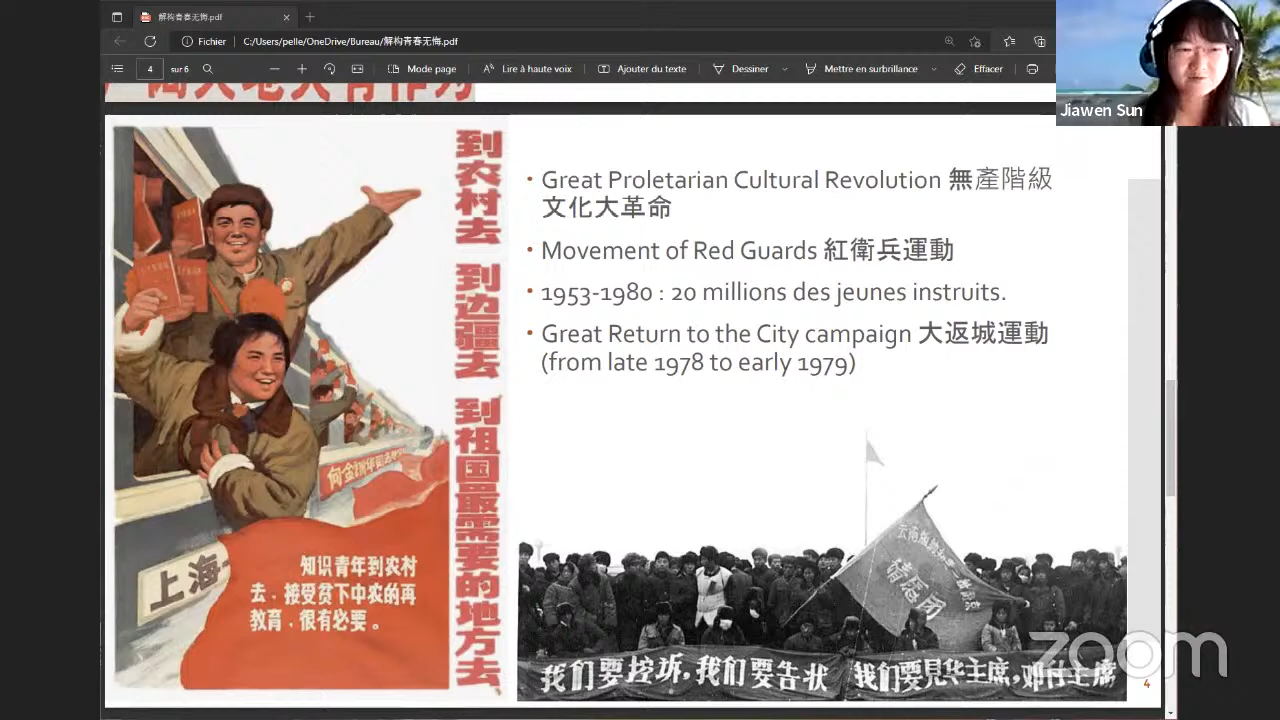 解构青春无悔.pdf
Fichier
C:/Users/pelle/OneDrive/Bureau/解构青春无悔.pdf
4 sur 6
Mode page
Lire à haute voix
Ajouter du texte
Dessiner
Mettre en surbrillance
Effacer
Jiawen Sun
到农村去 到边疆去 到祖国最需要的地方去
上海
知识青年到农村
去，接受贫下中农的再
教育，很有必要。
• Great Proletarian Cultural Revolution 無產階級
文化大革命
• Movement of Red Guards 紅衛兵運動
• 1953-1980 : 20 millions des jeunes instruits.
• Great Return to the City campaign 大返城運動
(from late 1978 to early 1979)
请愿团
我们要控诉,我们要告状 我们要见华主席,邓付主席
zoom
4